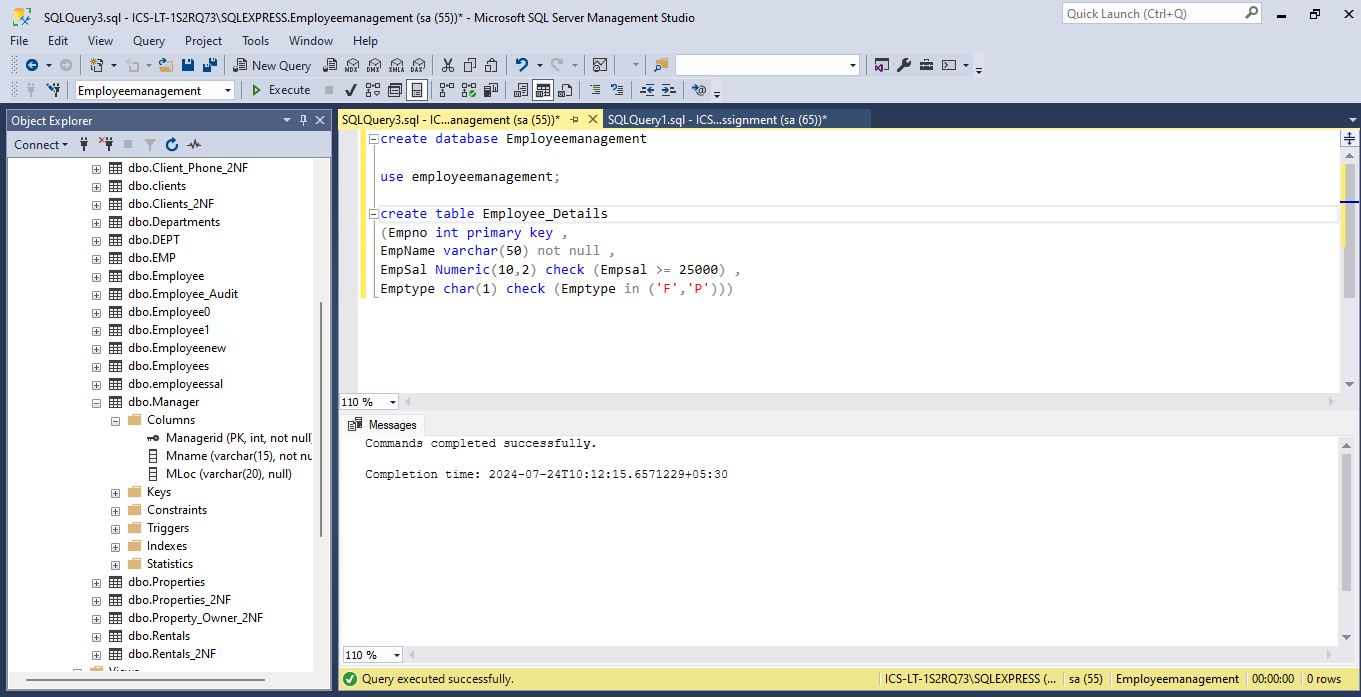 SQLQuery3.sql - ICS-LT-1S2RQ73\SQLEXPRESS.Employeemanagement (sa (55))* - Microsoft SQL Server Management Studio
Quick Launch (Ctrl+Q)
File Edit View Query Project Tools Window Help
New Query
MDX DMX XMLA DAX
Employeemanagement
Execute
Object Explorer
SQLQuery3.sql - IC...anagement (sa (55))*
SQLQuery1.sql - ICS...ssignment (sa (65))*
Connect
dbo.Client_Phone_2NF
dbo.clients
dbo.Clients_2NF
dbo.Departments
dbo.DEPT
dbo.EMP
dbo.Employee
dbo.Employee_Audit
dbo.Employee0
dbo.Employee1
dbo.Employeenew
dbo.Employees
dbo.employeessal
dbo.Manager
Columns
Managerid (PK, int, not null
Mname (varchar(15), not nu
MLoc (varchar(20), null)
Keys
Constraints
Triggers
Indexes
Statistics
dbo.Properties
dbo.Properties_2NF
dbo.Property_Owner_2NF
dbo.Rentals
dbo.Rentals_2NF
Views
create database Employeemanagement
use employeemanagement;
create table Employee_Details
(Empno int primary key ,
EmpName varchar(50) not null ,
EmpSal Numeric(10,2) check (Empsal >= 25000) ,
Emptype char(1) check (Emptype in ('F','P')))
110 %
Messages
Commands completed successfully.
Completion time: 2024-07-24T10:12:15.6571229+05:30
110 %
Query executed successfully.
ICS-LT-1S2RQ73\SQLEXPRESS (... sa (55) Employeemanagement 00:00:00 0 rows